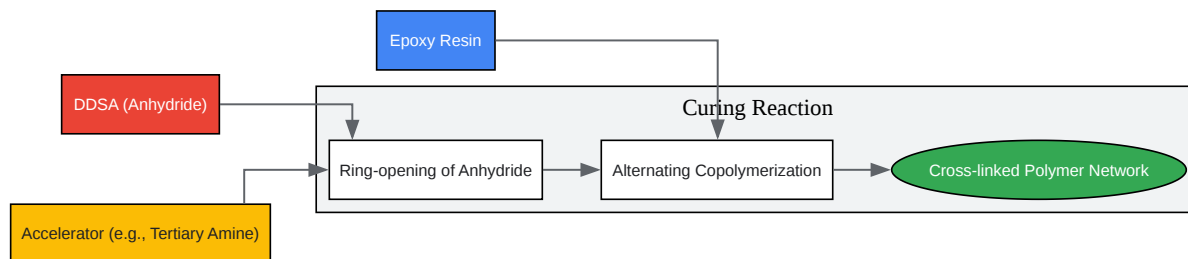 Epoxy Resin
DDSA (Anhydride)
Curing Reaction
Ring-opening of Anhydride
Alternating Copolymerization
Cross-linked Polymer Network
Accelerator (e.g., Tertiary Amine)